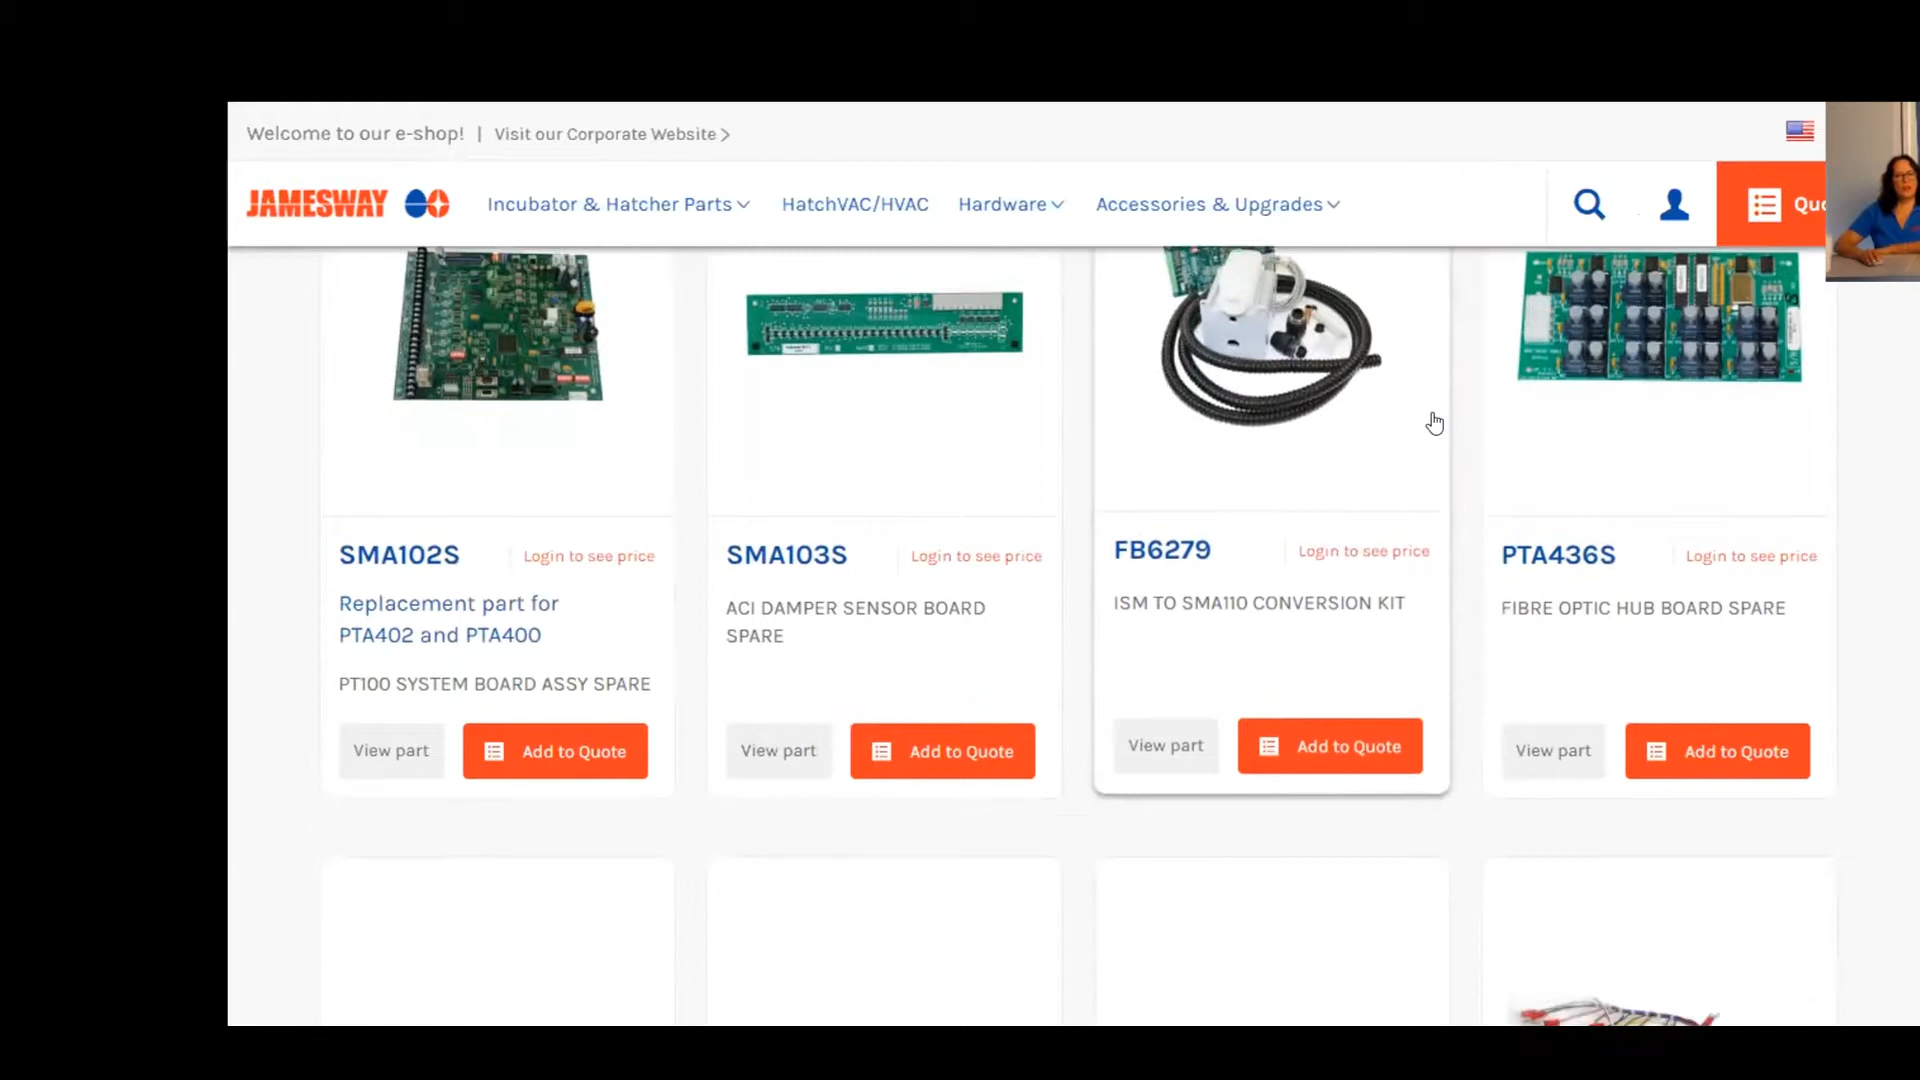 Welcome to our e-shop! | Visit our Corporate Website >
JAMESWAY
Incubator & Hatcher Parts
HatchVAC/HVAC
Hardware
Accessories & Upgrades
SMA102S
Login to see price
Replacement part for
PTA402 and PTA400
PT100 SYSTEM BOARD ASSY SPARE
View part
Add to Quote
SMA103S
Login to see price
ACI DAMPER SENSOR BOARD
SPARE
View part
Add to Quote
FB6279
Login to see price
ISM TO SMA110 CONVERSION KIT
View part
Add to Quote
PTA436S
Login to see price
FIBRE OPTIC HUB BOARD SPARE
View part
Add to Quote